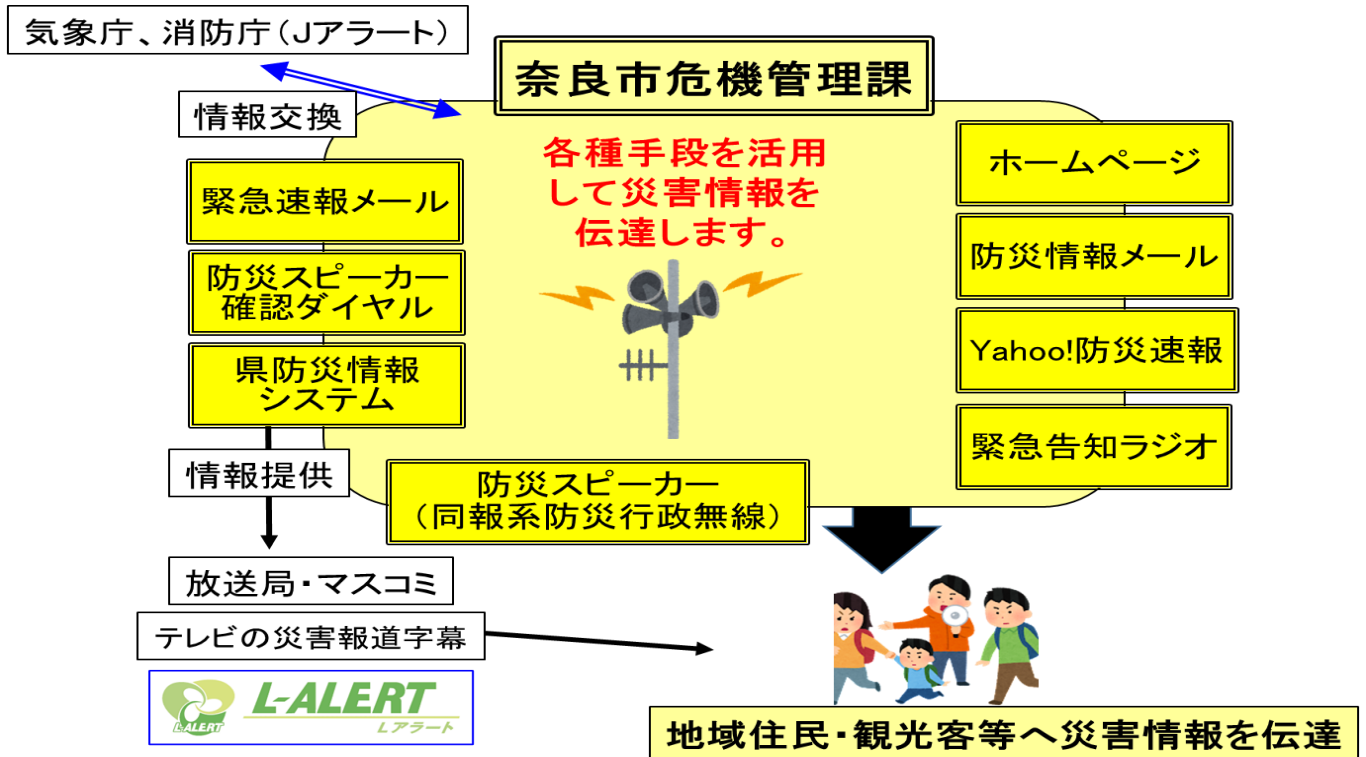 気象庁、消防庁(Jアラート)
奈良市危機管理課
情報交換
各種手段を活用
して災害情報を
伝達します。
緊急速報メール
防災スピーカー
確認ダイヤル
県防災情報
システム
ホームページ
防災情報メール
Yahoo!防災速報
緊急告知ラジオ
防災スピーカー
(同報系防災行政無線)
情報提供
放送局・マスコミ
テレビの災害報道字幕
L-ALERT
L-ALERT
Lアラート
地域住民・観光客等へ災害情報を伝達